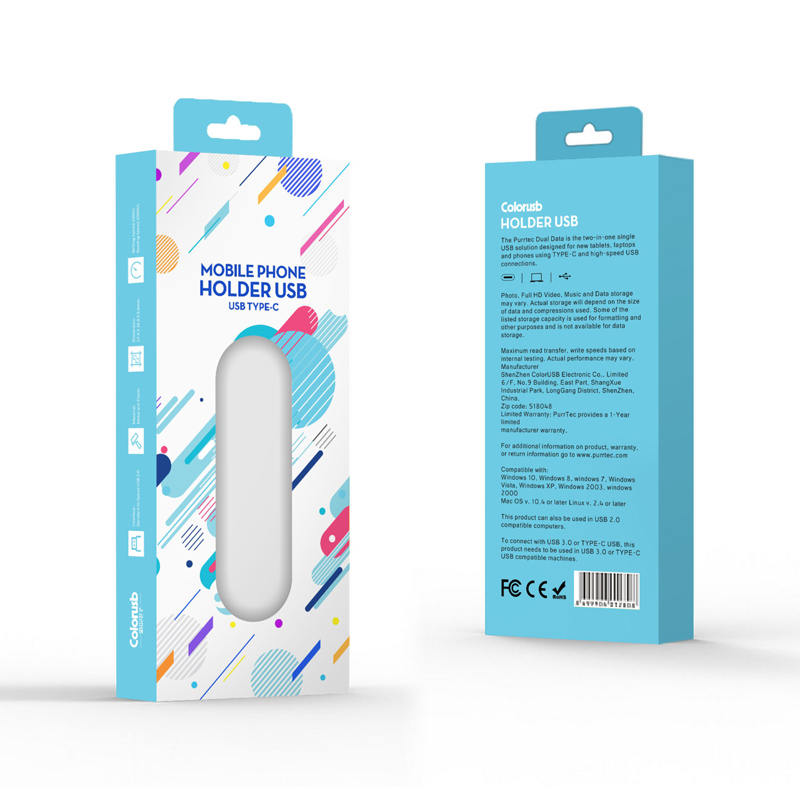 MOBILE PHONE
HOLDER USB
USB TYPE-C
Colorusb
Colorusb
HOLDER USB
The Purrtec Dual Data is the two-in-one single
USB solution designed for new tablets, laptops
and phones using TYPE-C and high-speed USB
connections.
Photo, Full HD Video, Music and Data storage
may vary. Actual storage will depend on the size
of data and compressions used. Some of the
listed storage capacity is used for formatting and
other purposes and is not available for data
storage.
Maximum read transfer, write speeds based on
internal testing. Actual performance may vary.
Manufacturer
ShenZhen ColorUSB Electronic Co., Limited
6/F, No.9 Building, East Part, ShangXue
Industrial Park, LongGang District, ShenZhen,
China.
Zip code: 518048
Limited Warranty: PurrTec provides a 1-Year
limited
manufacturer warranty.
For additional information on product, warranty,
or return information go to www.purrtec.com
Compatible with:
Windows 10, Windows 8, windows 7, Windows
Vista, Windows XP, Windows 2003, windows
2000
Mac OS v. 10.4 or later Linux v. 2.4 or later
This product can also be used in USB 2.0
compatible computers.
To connect with USB 3.0 or TYPE-C USB, this
product needs to be used in USB 3.0 or TYPE-C
USB compatible machines.
FC CE RoHS